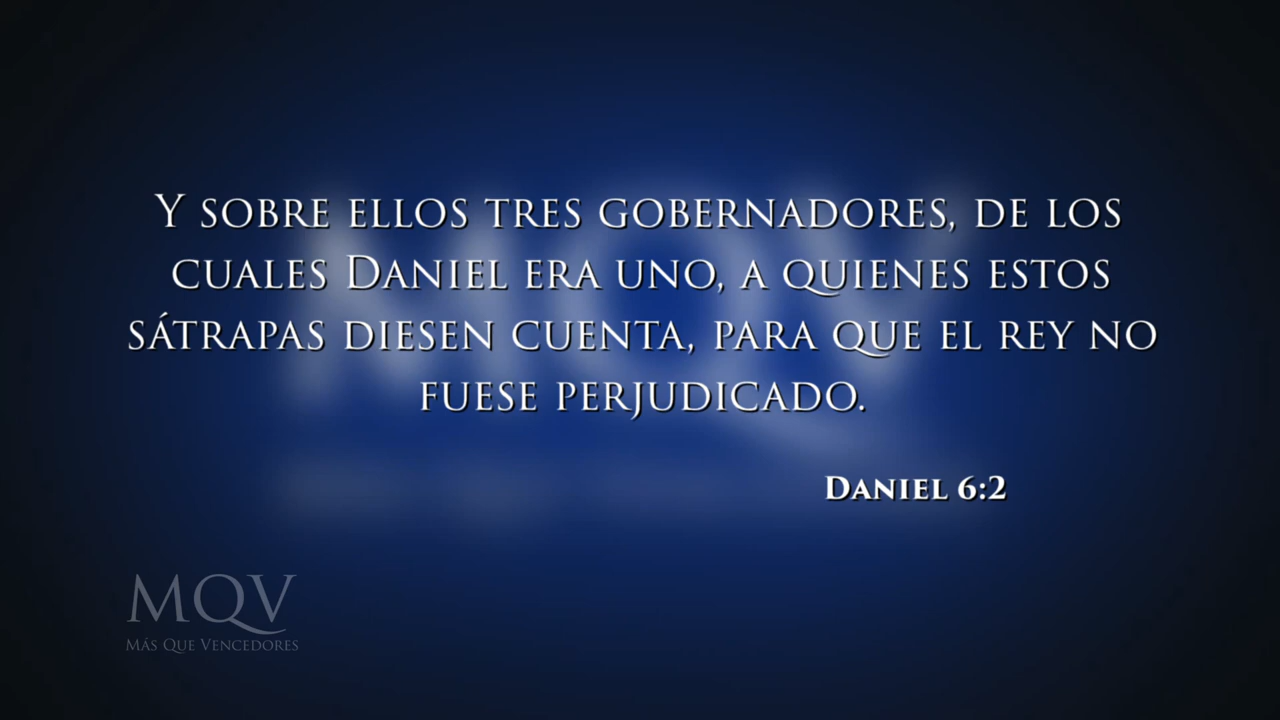 Y sobre ellos tres gobernadores, de los
cuales Daniel era uno, a quienes estos
sátrapas diesen cuenta, para que el rey no
fuese perjudicado.
Daniel 6:2
MQV
Más Que Vencedores